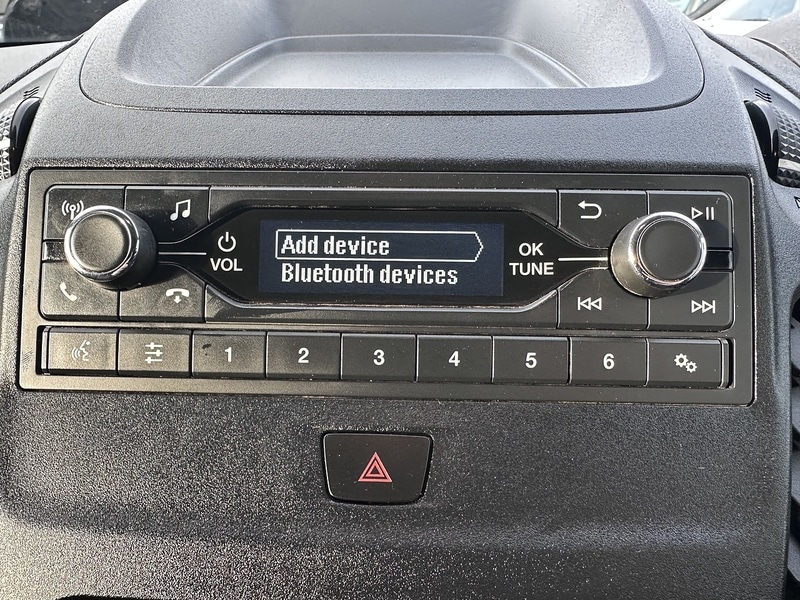 Add device
Bluetooth devices
VOL
OK
TUNE
1 2 3 4 5 6